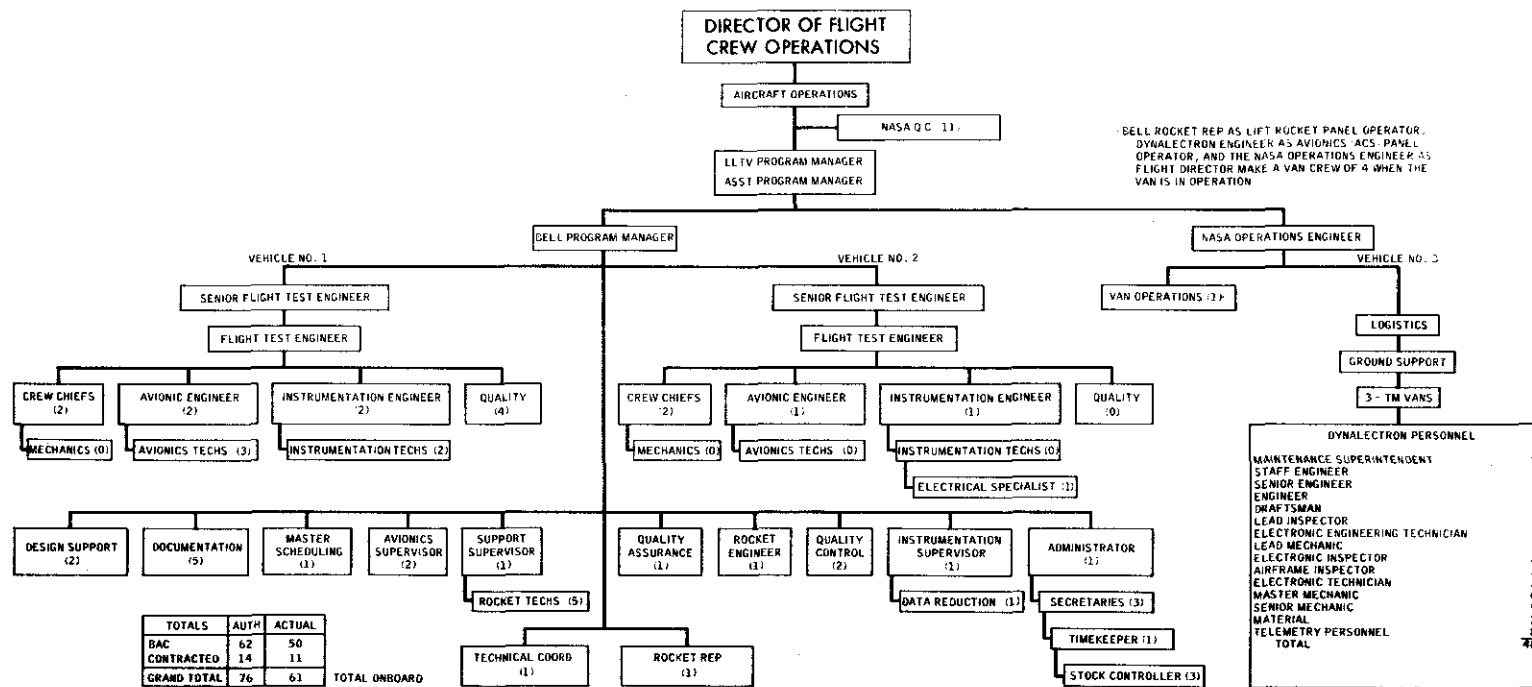 DIRECTOR OF FLIGHT
CREW OPERATIONS
AIRCRAFT OPERATIONS
NASA Q C
LLTV PROGRAM MANAGER
ASST PROGRAM MANAGER
BELL ROCKET REP AS LIFT ROCKET PANEL OPERATOR,
DYNALECTRON ENGINEER AS AVIONICS ACS PANEL
OPERATOR, AND THE NASA OPERATIONS ENGINEER AS
FLIGHT DIRECTOR MAKE A VAN CREW OF 4 WHEN THE
VAN IS IN OPERATION
BELL PROGRAM MANAGER
NASA OPERATIONS ENGINEER
VEHICLE NO. 1
VEHICLE NO. 2
VEHICLE NO. 3
SENIOR FLIGHT TEST ENGINEER
SENIOR FLIGHT TEST ENGINEER
VAN OPERATIONS (1)
FLIGHT TEST ENGINEER
FLIGHT TEST ENGINEER
LOGISTICS
GROUND SUPPORT
3 - TM VANS
CREW CHIEFS
(2)
AVIONIC ENGINEER
(2)
INSTRUMENTATION ENGINEER
(2)
QUALITY
(4)
CREW CHIEFS
(2)
AVIONIC ENGINEER
(1)
INSTRUMENTATION ENGINEER
(1)
QUALITY
(0)
MECHANICS (0)
AVIONICS TECHS (3)
INSTRUMENTATION TECHS (2)
MECHANICS (0)
AVIONICS TECHS (0)
INSTRUMENTATION TECHS (0)
ELECTRICAL SPECIALIST (1)
DYNALECTRON PERSONNEL
MAINTENANCE SUPERINTENDENT
STAFF ENGINEER
SENIOR ENGINEER
ENGINEER
DRAFTSMAN
LEAD INSPECTOR
ELECTRONIC ENGINEERING TECHNICIAN
LEAD MECHANIC
ELECTRONIC INSPECTOR
AIRFRAME INSPECTOR
ELECTRONIC TECHNICIAN
MASTER MECHANIC
SENIOR MECHANIC
MATERIAL
TELEMETRY PERSONNEL
TOTAL
DESIGN SUPPORT
(2)
DOCUMENTATION
(5)
MASTER
SCHEDULING
(1)
AVIONICS
SUPERVISOR
(2)
SUPPORT
SUPERVISOR
(1)
QUALITY
ASSURANCE
(1)
ROCKET
ENGINEER
(1)
QUALITY
CONTROL
(2)
INSTRUMENTATION
SUPERVISOR
(1)
ADMINISTRATOR
(1)
ROCKET TECHS (5)
DATA REDUCTION (1)
SECRETARIES (3)
TIMEKEEPER (1)
STOCK CONTROLLER (3)
TECHNICAL COORD
(1)
ROCKET REP
(1)
TOTALS AUTH ACTUAL
BAC 62 50
CONTRACTED 14 11
GRAND TOTAL 76 61 TOTAL ONBOARD